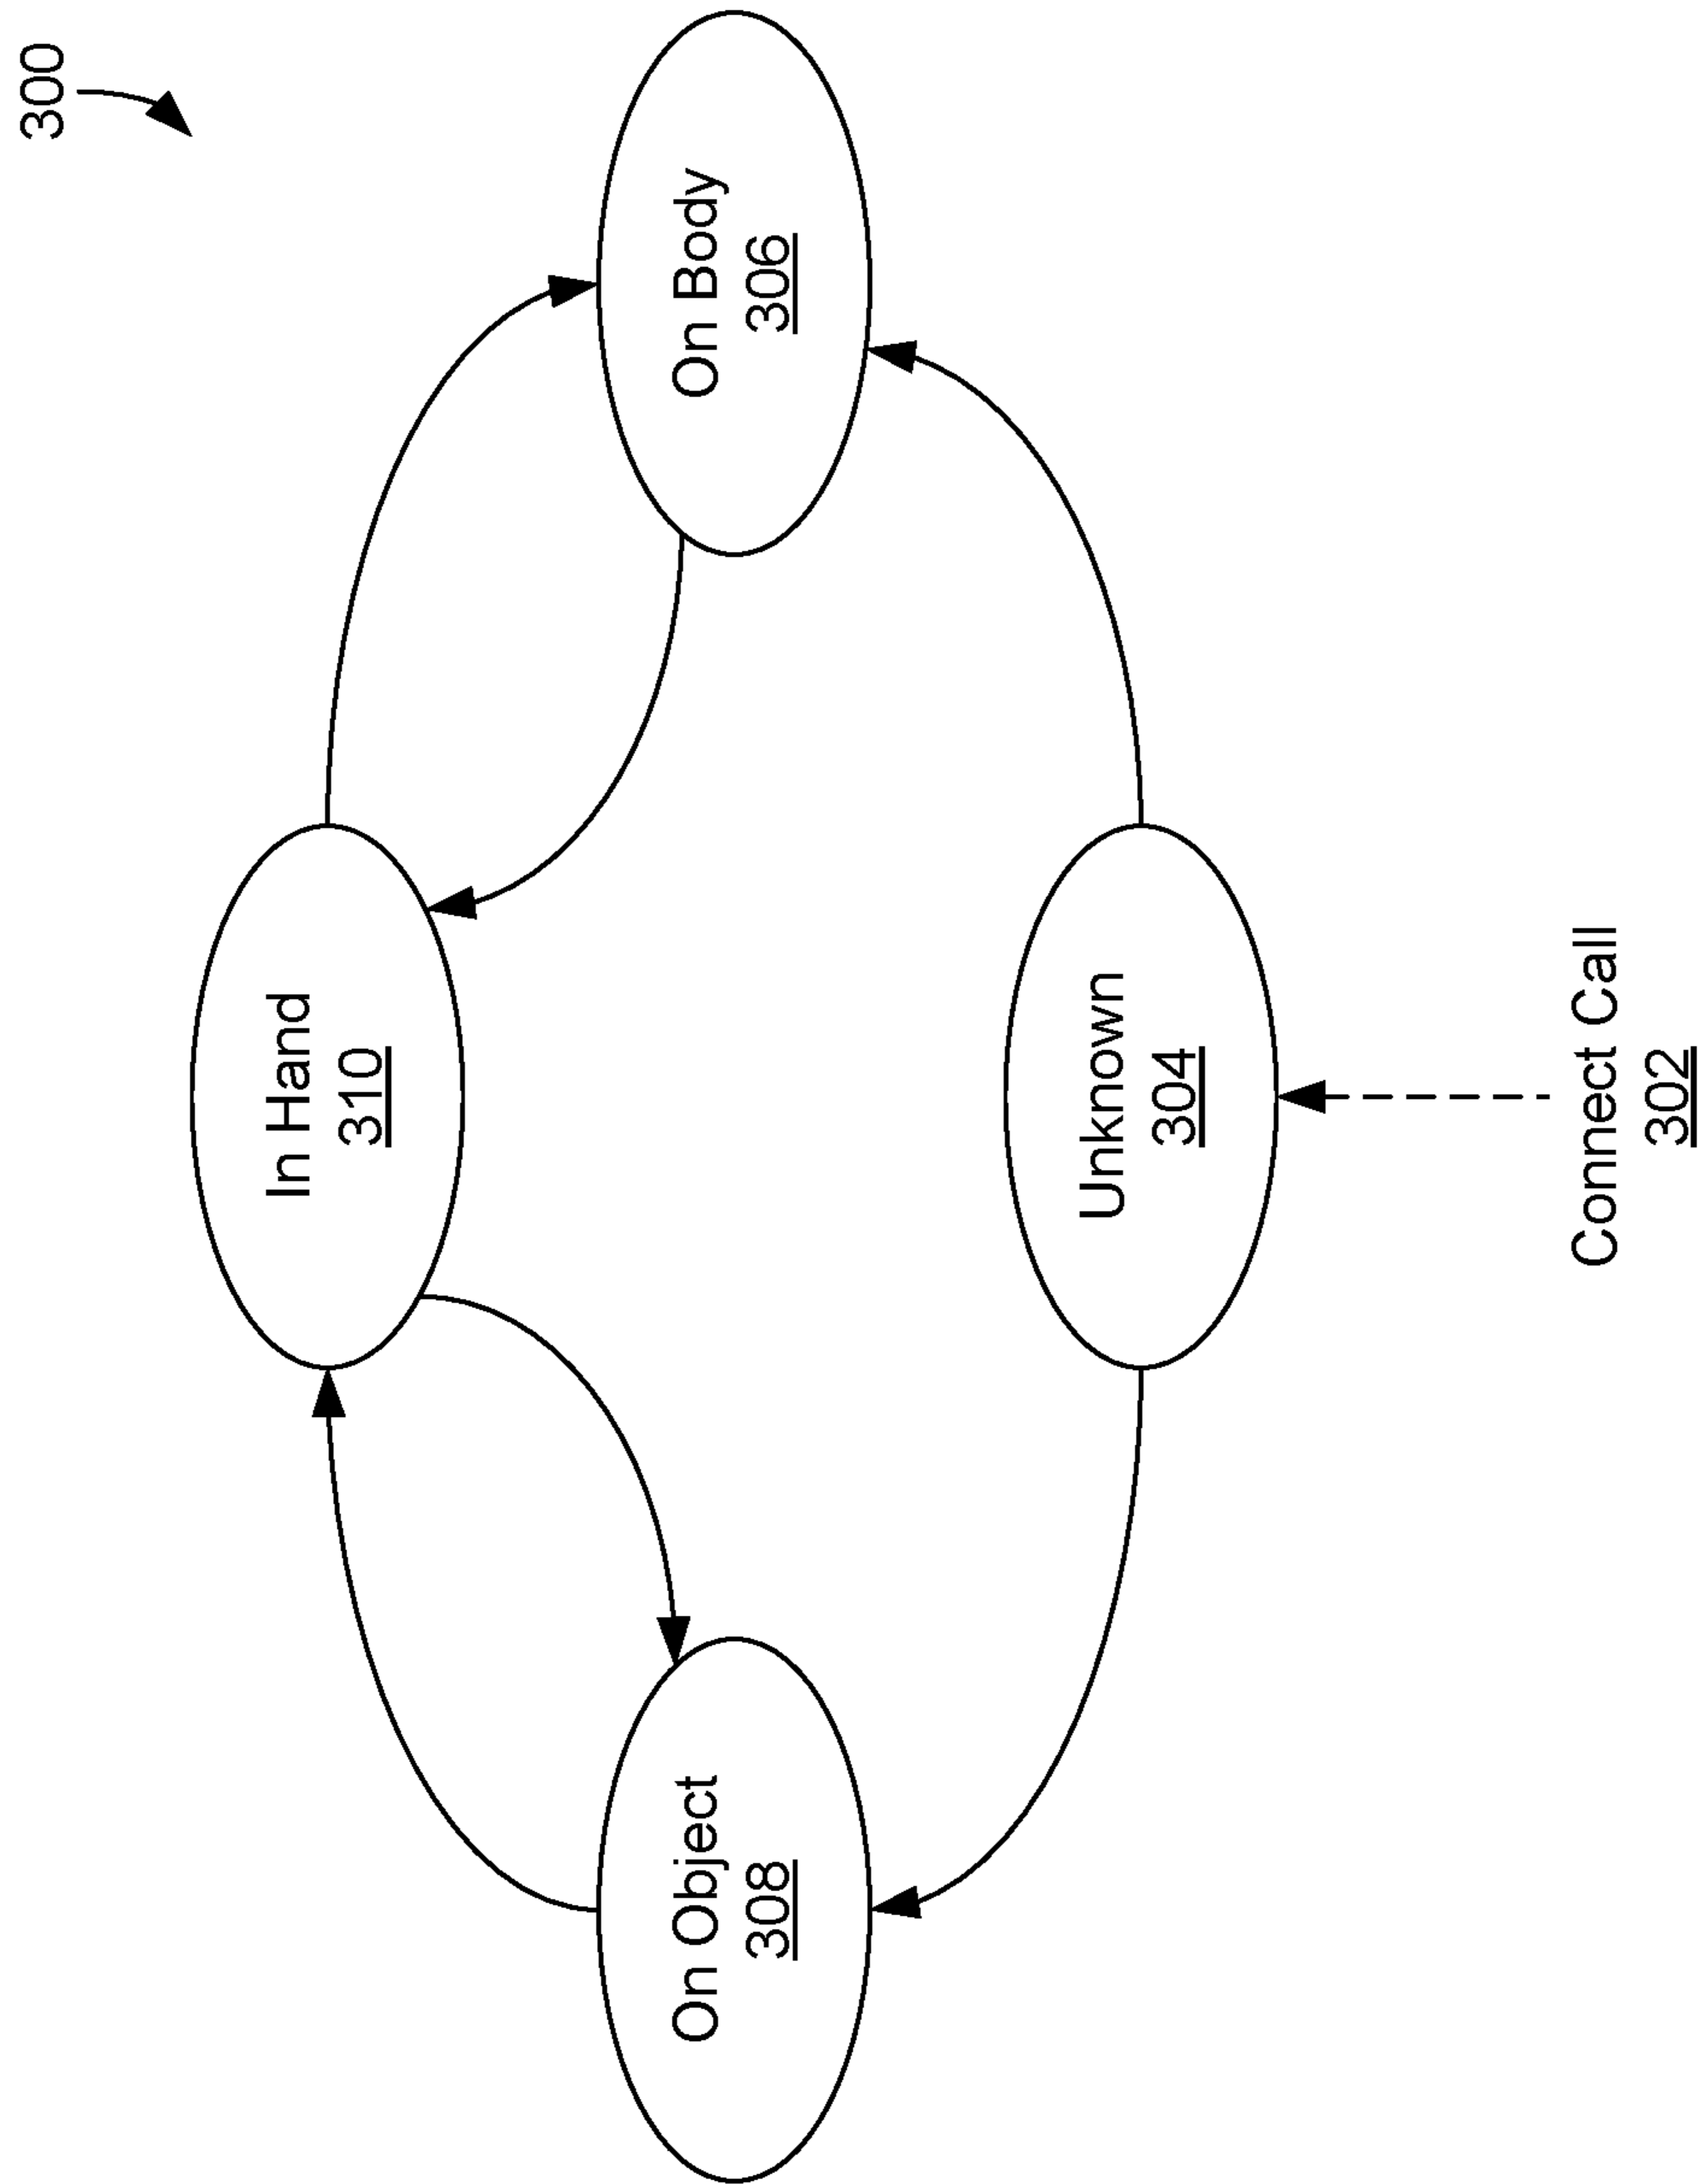 300
In Hand
310
On Object
308
On Body
306
Unknown
304
Connect Call
302